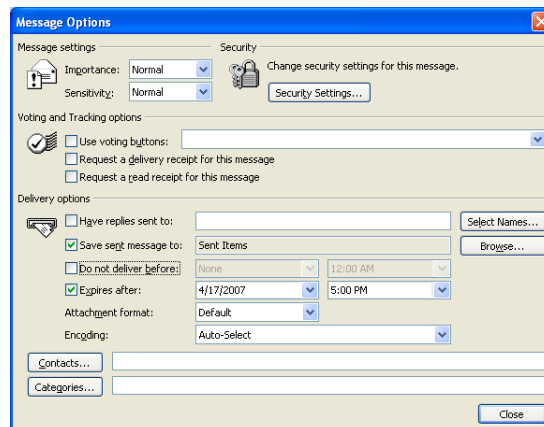 Message Options
Message settings
Security
Importance: Normal
Change security settings for this message.
Sensitivity: Normal
Security Settings...
Voting and Tracking options
Use voting buttons:
Request a delivery receipt for this message
Request a read receipt for this message
Delivery options
Have replies sent to:
Select Names...
Save sent message to: Sent Items
Browse...
Do not deliver before: None 12:00 AM
Expires after: 4/17/2007 5:00 PM
Attachment format: Default
Encoding: Auto-Select
Contacts...
Categories...
Close